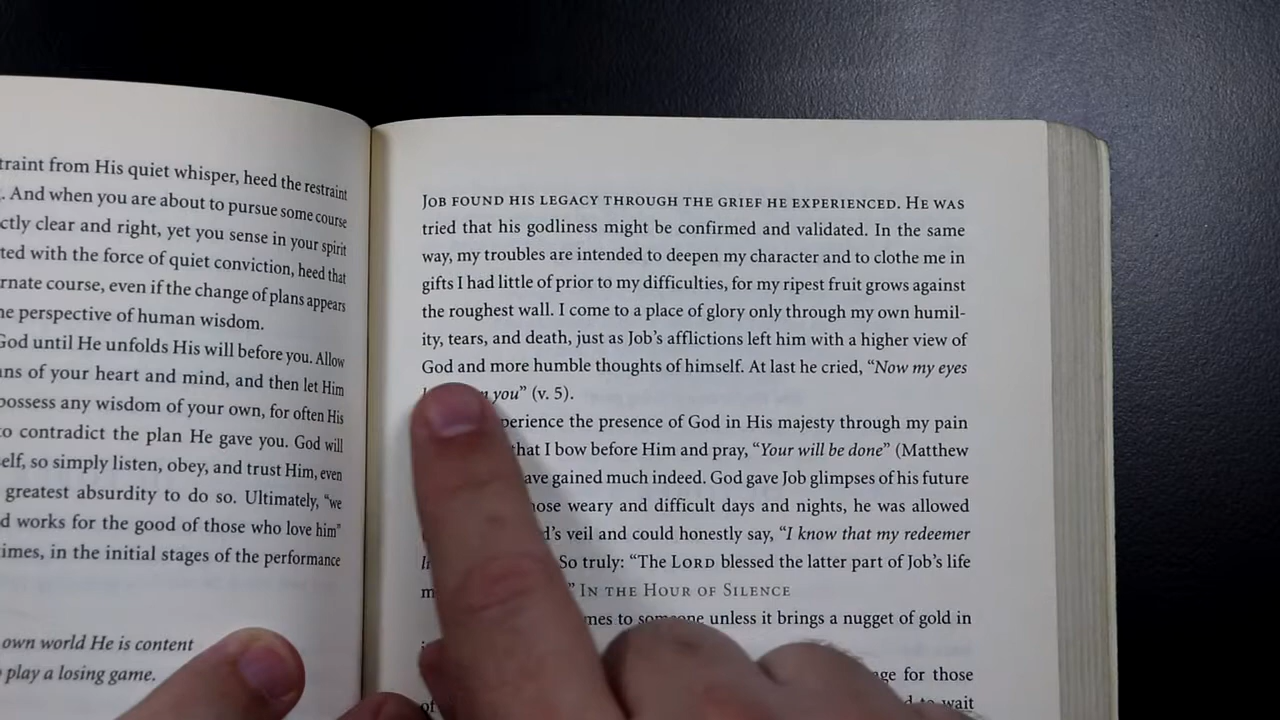 traint from His quiet whisper, heed the restraint
. And when you are about to pursue some course
ctly clear and right, yet you sense in your spirit
ted with the force of quiet conviction, heed that
rnate course, even if the change of plans appears
he perspective of human wisdom.
God until He unfolds His will before you. Allow
ans of your heart and mind, and then let Him
possess any wisdom of your own, for often His
to contradict the plan He gave you. God will
self, so simply listen, obey, and trust Him, even
greatest absurdity to do so. Ultimately, “we
d works for the good of those who love him”
times, in the initial stages of the performance
own world He is content
play a losing game.
JOB FOUND HIS LEGACY THROUGH THE GRIEF HE EXPERIENCED. HE WAS
tried that his godliness might be confirmed and validated. In the same
way, my troubles are intended to deepen my character and to clothe me in
gifts I had little of prior to my difficulties, for my ripest fruit grows against
the roughest wall. I come to a place of glory only through my own humil-
ity, tears, and death, just as Job’s afflictions left him with a higher view of
God and more humble thoughts of himself. At last he cried, “Now my eyes
you” (v. 5).
perience the presence of God in His majesty through my pain
that I bow before Him and pray, “Your will be done” (Matthew
ave gained much indeed. God gave Job glimpses of his future
hose weary and difficult days and nights, he was allowed
d’s veil and could honestly say, “I know that my redeemer
So truly: “The LORD blessed the latter part of Job’s life
” IN THE HOUR OF SILENCE
mes to someone unless it brings a nugget of gold in
ge for those
of
to wait